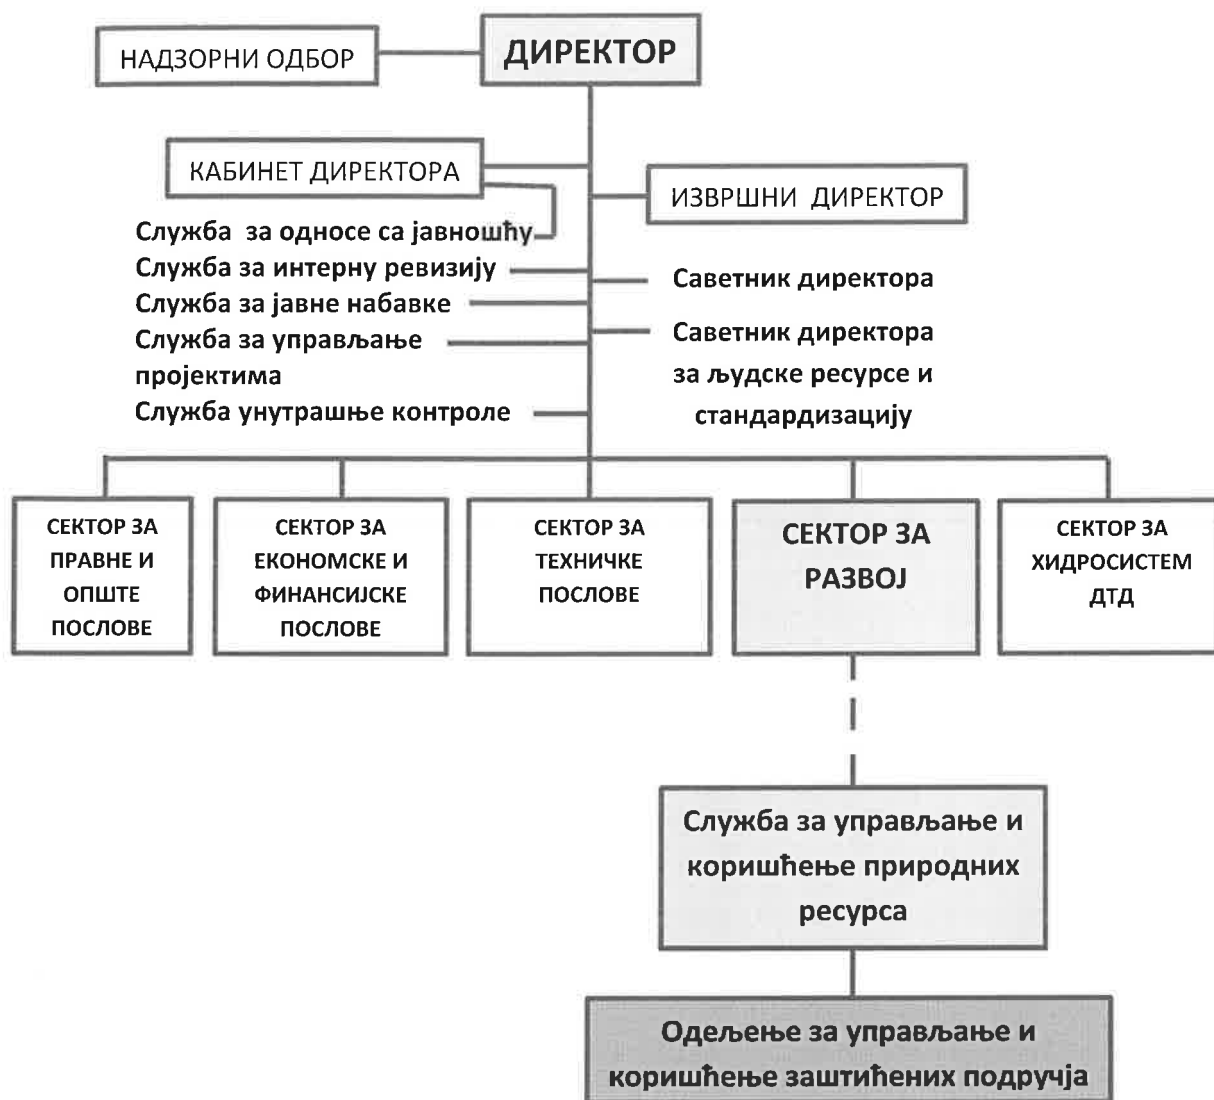 НАДЗОРНИ ОДБОР
ДИРЕКТОР
КАБИНЕТ ДИРЕКТОРА
ИЗВРШНИ ДИРЕКТОР
Служба за односе са јавношћу
Служба за интерну ревизију
Служба за јавне набавке
Служба за управљање
пројектима
Служба унутрашње контроле
Саветник директора
Саветник директора
за људске ресурсе и
стандардизацију
СЕКТОР ЗА
ПРАВНЕ И
ОПШТЕ
ПОСЛОВЕ
СЕКТОР ЗА
ЕКОНОМСКЕ И
ФИНАНСИЈСКЕ
ПОСЛОВЕ
СЕКТОР ЗА
ТЕХНИЧКЕ
ПОСЛОВЕ
СЕКТОР ЗА
РАЗВОЈ
СЕКТОР ЗА
ХИДРОСИСТЕМ
ДТД
Служба за управљање и
коришћење природних
ресурса
Одељење за управљање и
коришћење заштићених подручја